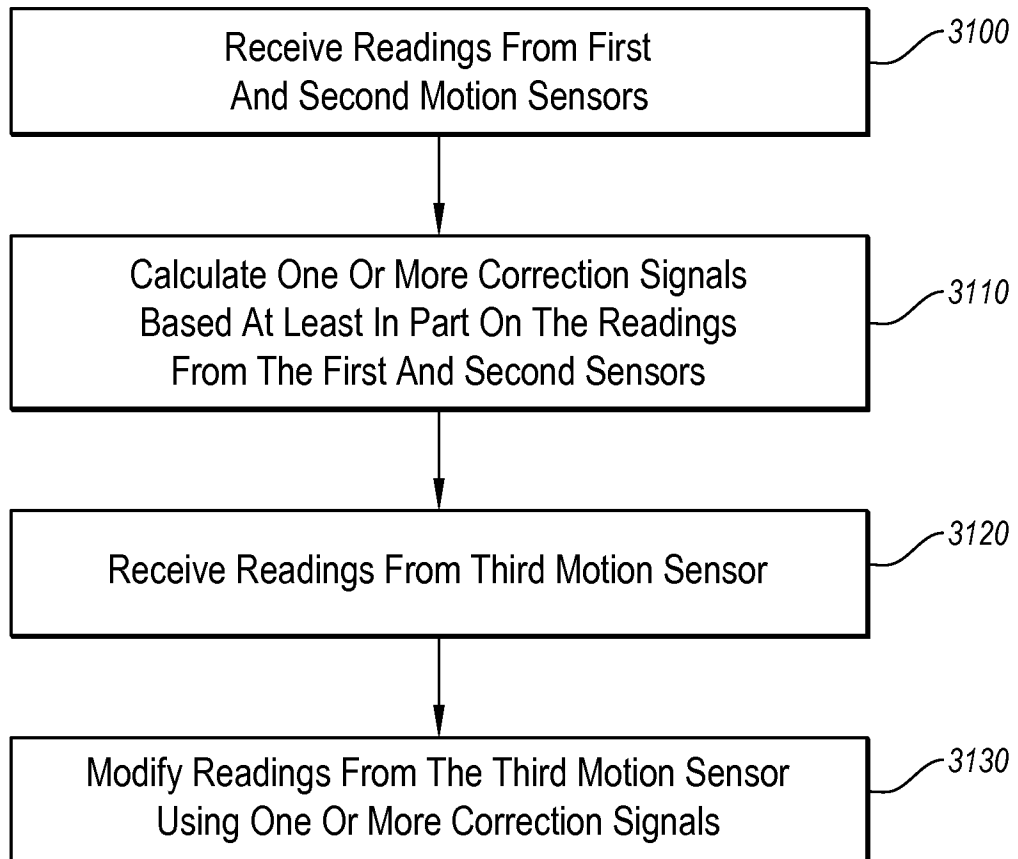 Receive Readings From First
And Second Motion Sensors
3100
Calculate One Or More Correction Signals
Based At Least In Part On The Readings
From The First And Second Sensors
3110
Receive Readings From Third Motion Sensor
3120
Modify Readings From The Third Motion Sensor
Using One Or More Correction Signals
3130